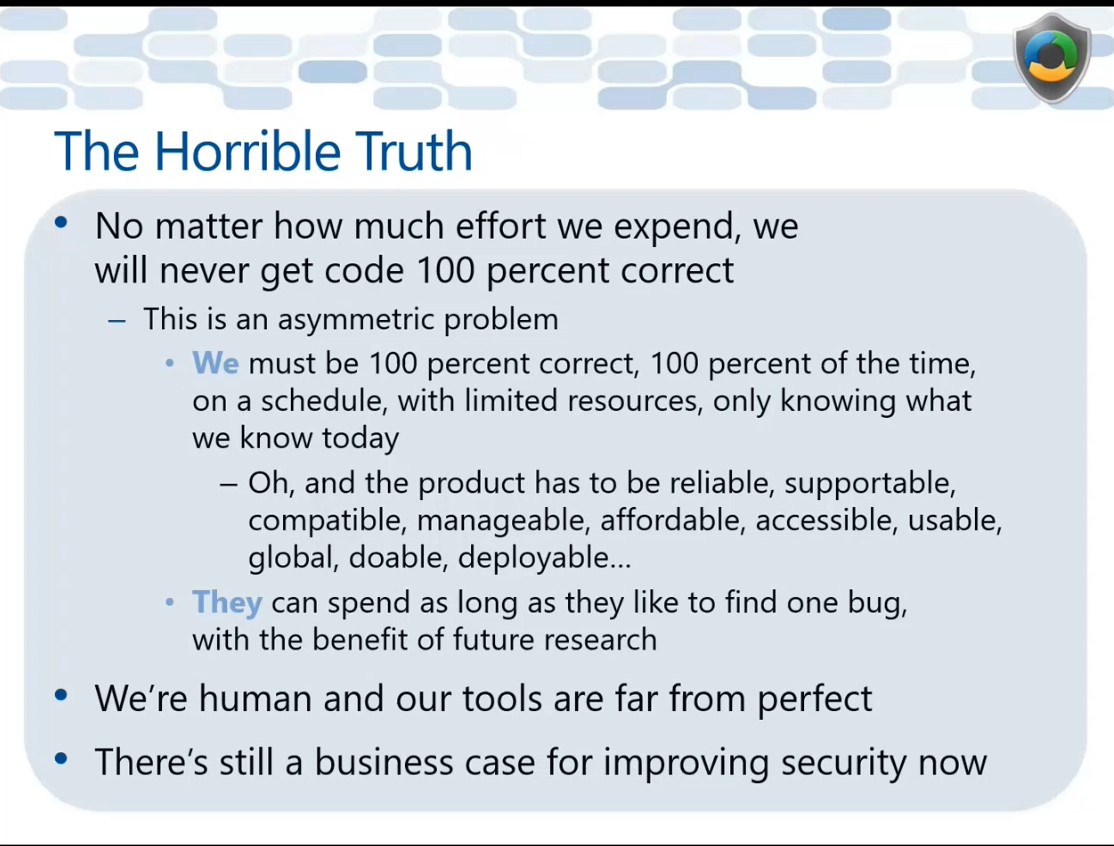 The Horrible Truth
• No matter how much effort we expend, we
will never get code 100 percent correct
– This is an asymmetric problem
• We must be 100 percent correct, 100 percent of the time,
on a schedule, with limited resources, only knowing what
we know today
– Oh, and the product has to be reliable, supportable,
compatible, manageable, affordable, accessible, usable,
global, doable, deployable…
• They can spend as long as they like to find one bug,
with the benefit of future research
• We’re human and our tools are far from perfect
• There’s still a business case for improving security now